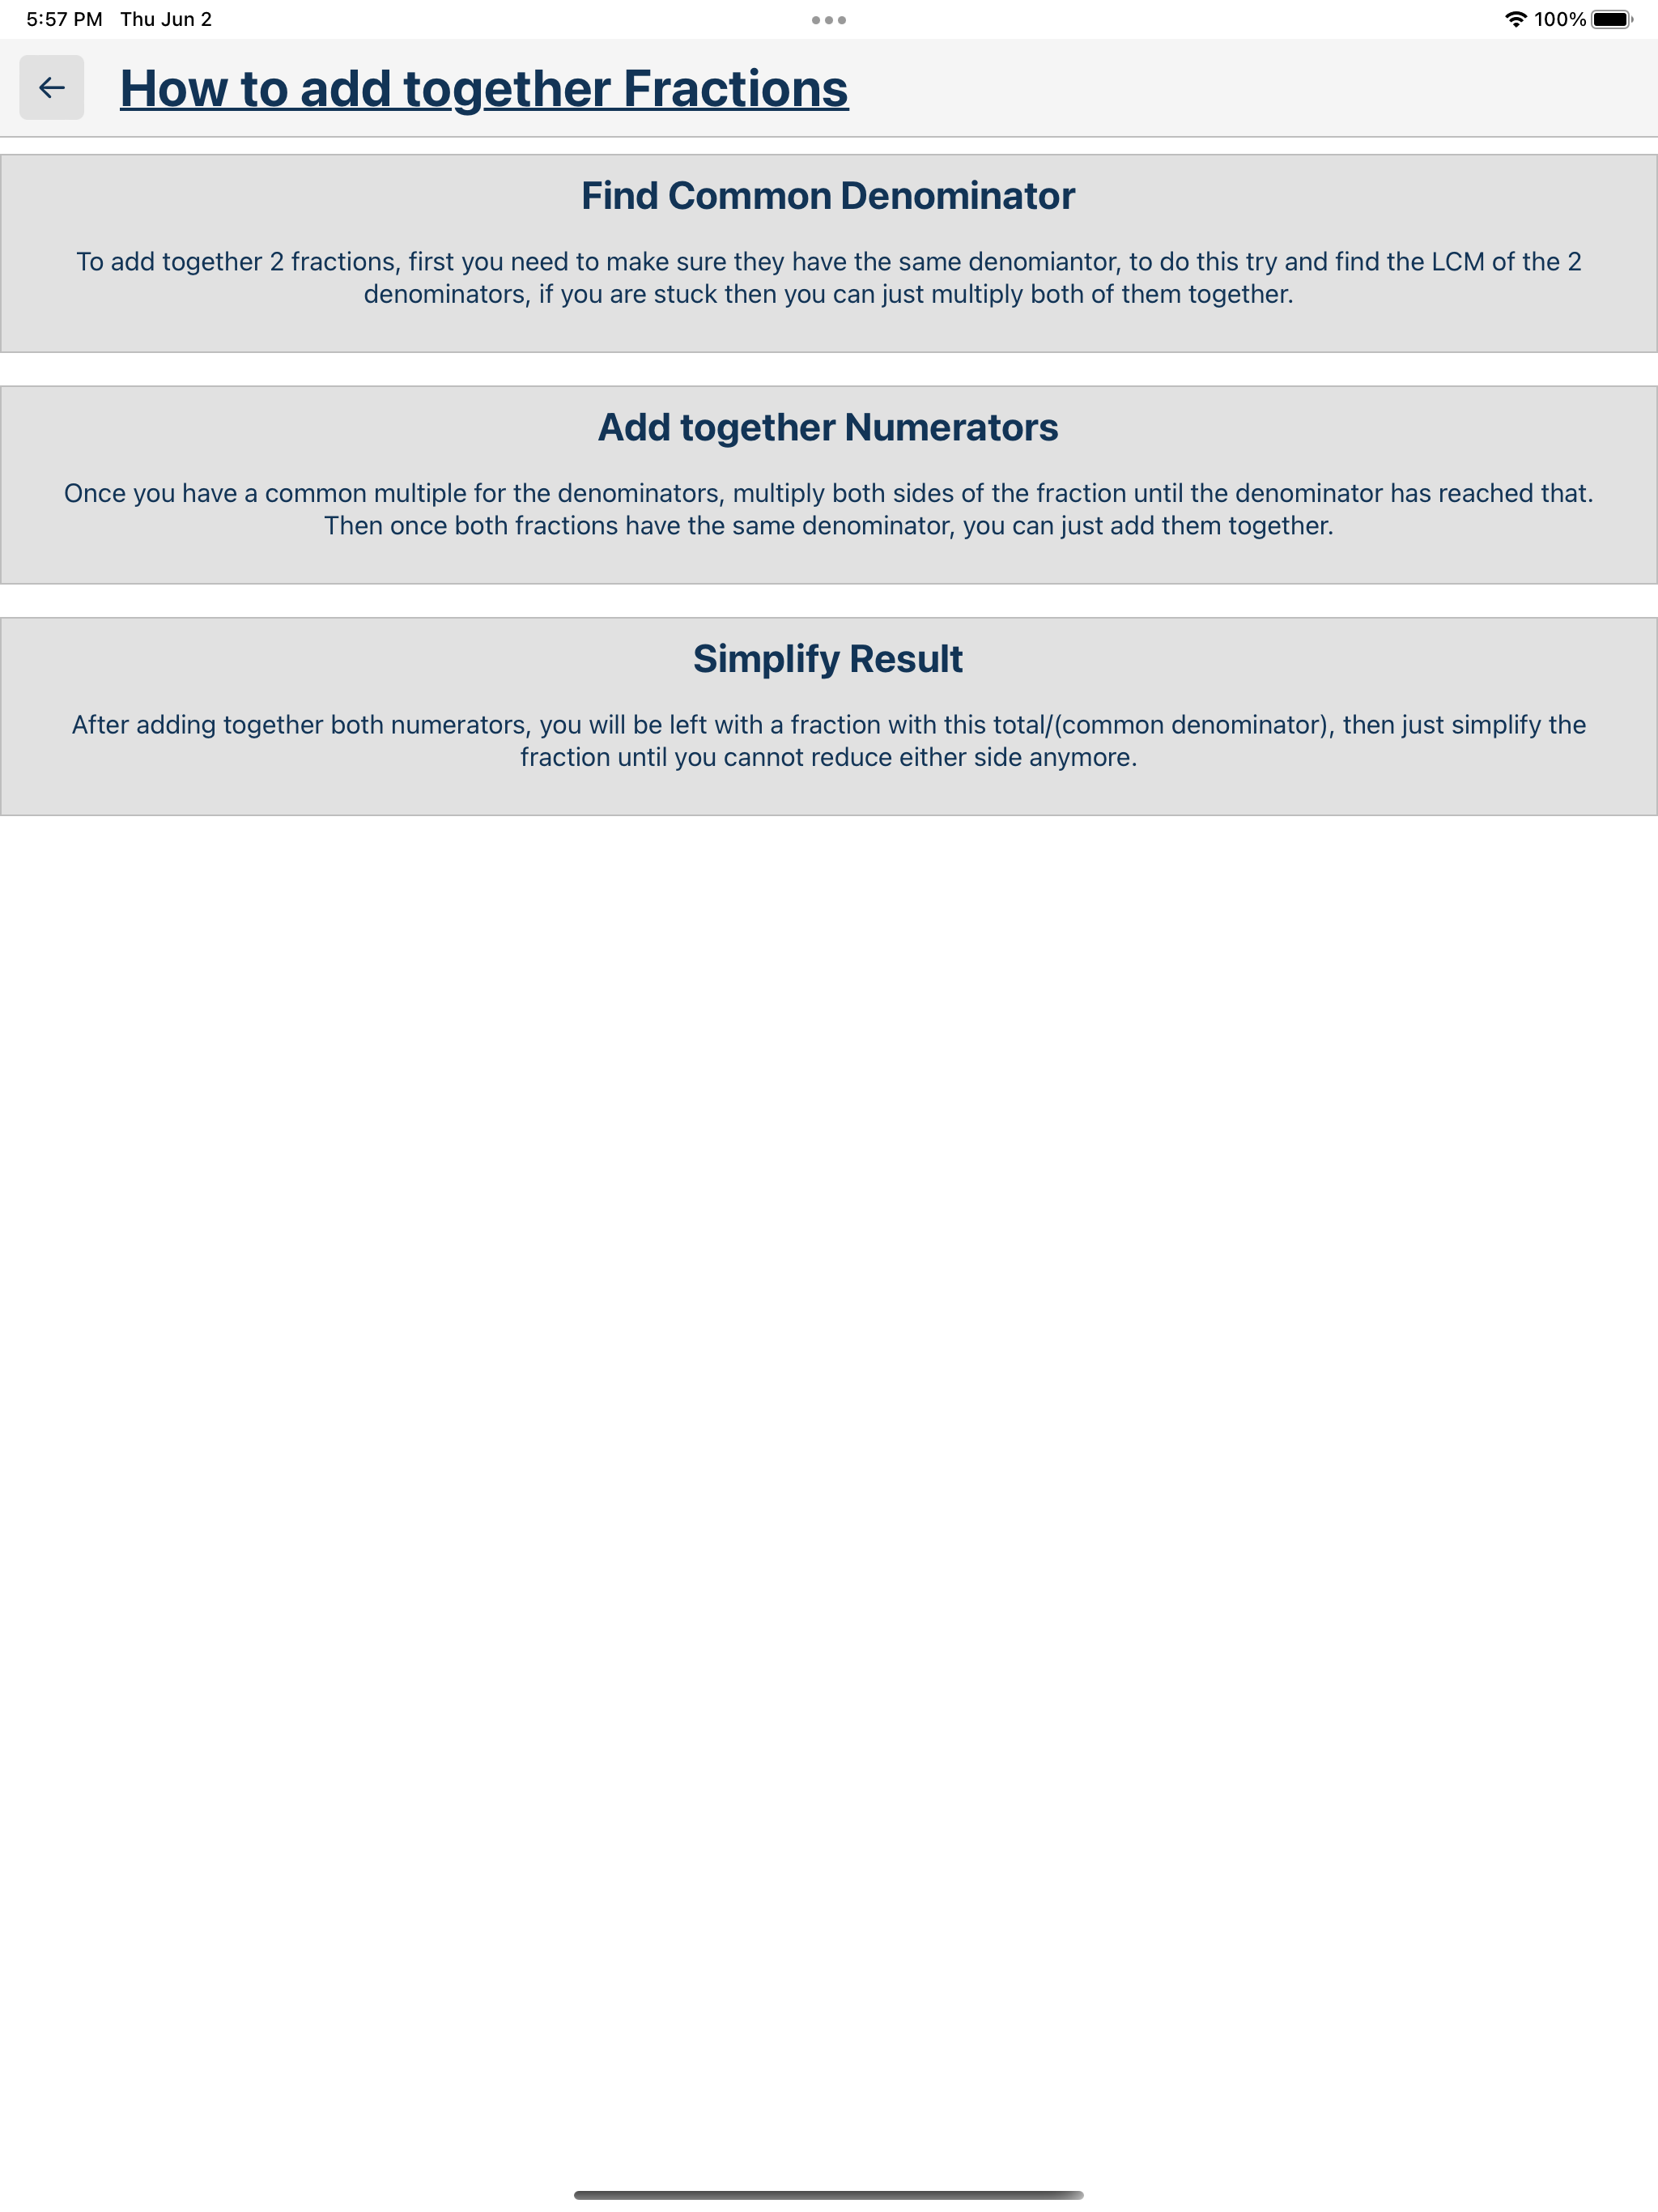 5:57 PM Thu Jun 2 100%
How to add together Fractions
Find Common Denominator
To add together 2 fractions, first you need to make sure they have the same denomiantor, to do this try and find the LCM of the 2
denominators, if you are stuck then you can just multiply both of them together.
Add together Numerators
Once you have a common multiple for the denominators, multiply both sides of the fraction until the denominator has reached that.
Then once both fractions have the same denominator, you can just add them together.
Simplify Result
After adding together both numerators, you will be left with a fraction with this total/(common denominator), then just simplify the
fraction until you cannot reduce either side anymore.